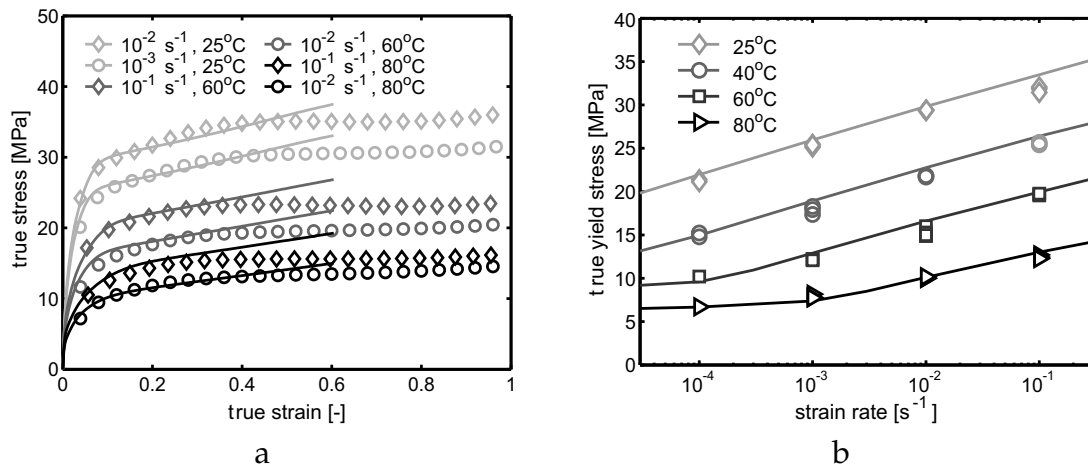 50
40
30
20
10
0
true stress [MPa]
10⁻² s⁻¹, 25°C
10⁻³ s⁻¹, 25°C
10⁻¹ s⁻¹, 60°C
10⁻² s⁻¹, 60°C
10⁻¹ s⁻¹, 80°C
10⁻² s⁻¹, 80°C
0 0.2 0.4 0.6 0.8 1
true strain [-]
a
40
35
30
25
20
15
10
5
0
true yield stress [MPa]
25°C
40°C
60°C
80°C
10⁻⁴ 10⁻³ 10⁻² 10⁻¹
strain rate [s⁻¹]
b